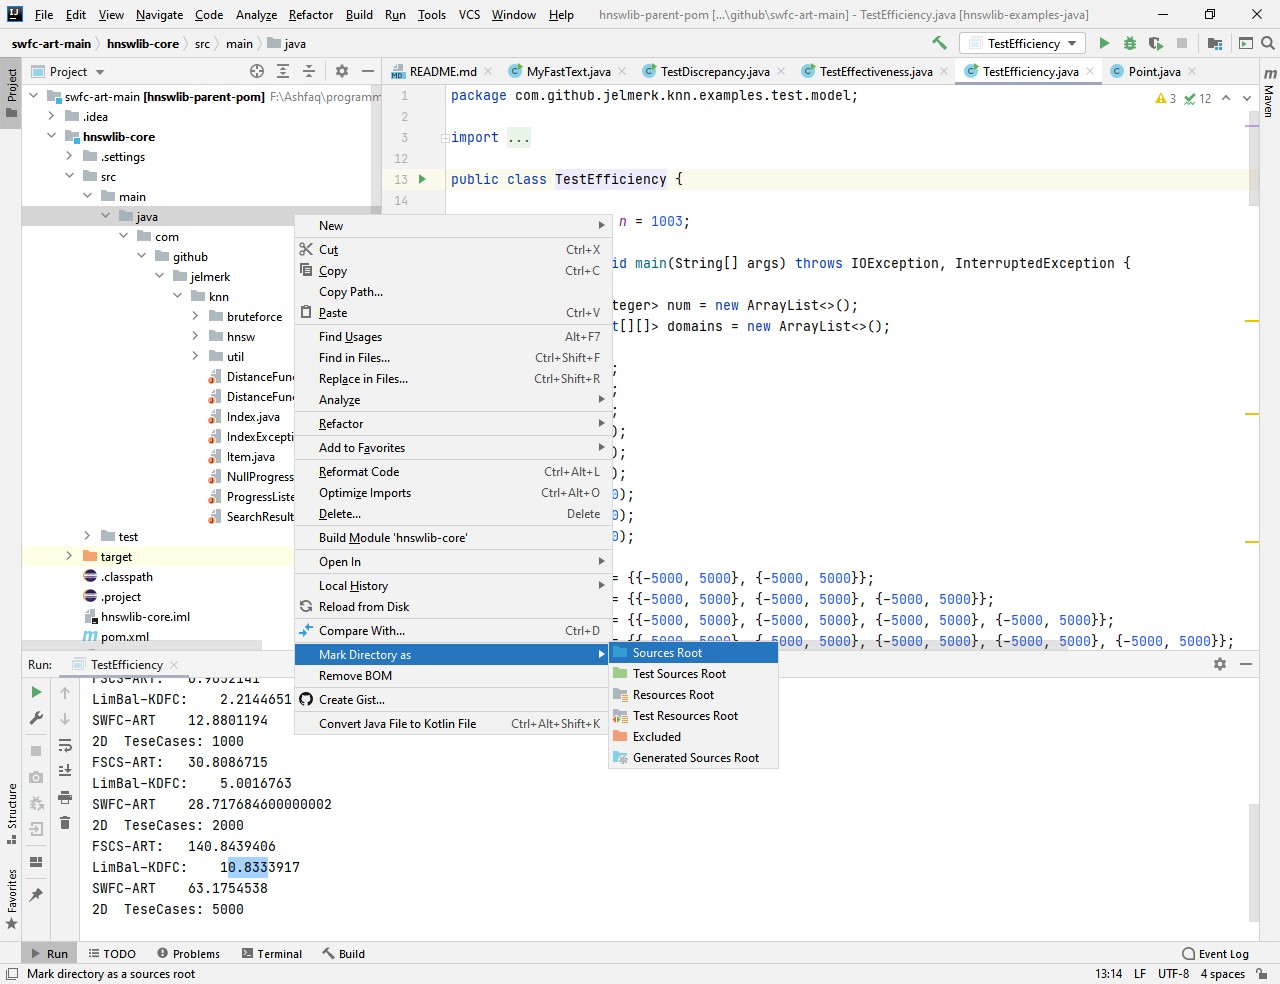 File Edit View Navigate Code Analyze Refactor Build Run Tools VCS Window Help hnswlib-parent-pom [...\github\swfc-art-main] - TestEfficiency.java [hnswlib-examples-java]
swfc-art-main hnswlib-core src main java TestEfficiency
Project
README.md MyFastText.java TestDiscrepancy.java TestEffectiveness.java TestEfficiency.java Point.java
Project
Maven
swfc-art-main [hnswlib-parent-pom] F:\Ashfaq\programm
.idea
hnswlib-core
.settings
src
main
java
com
github
jelmerk
knn
bruteforce
hnsw
util
DistanceFunc
DistanceFunc
Index.java
IndexExcepti
Item.java
NullProgress
ProgressListe
SearchResult
test
target
.classpath
.project
hnswlib-core.iml
pom.xml
1 package com.github.jelmerk.knn.examples.test.model;
3 12
2
3 import ...
12
13 public class TestEfficiency {
14
n = 1003;
id main(String[] args) throws IOException, InterruptedException {
teger> num = new ArrayList<>();
t[][]> domains = new ArrayList<>();
;
;
;
);
);
);
0);
0);
0);
= {{-5000, 5000}, {-5000, 5000}};
= {{-5000, 5000}, {-5000, 5000}, {-5000, 5000}};
= {{-5000, 5000}, {-5000, 5000}, {-5000, 5000}, {-5000, 5000}};
= {{-5000, 5000}, {-5000, 5000}, {-5000, 5000}, {-5000, 5000}, {-5000, 5000}};
New
Cut Ctrl+X
Copy Ctrl+C
Copy Path...
Paste Ctrl+V
Find Usages Alt+F7
Find in Files... Ctrl+Shift+F
Replace in Files... Ctrl+Shift+R
Analyze
Refactor
Add to Favorites
Reformat Code Ctrl+Alt+L
Optimize Imports Ctrl+Alt+O
Delete... Delete
Build Module 'hnswlib-core'
Open In
Local History
Reload from Disk
Compare With... Ctrl+D
Mark Directory as
Remove BOM
Create Gist...
Convert Java File to Kotlin File Ctrl+Alt+Shift+K
Sources Root
Test Sources Root
Resources Root
Test Resources Root
Excluded
Generated Sources Root
Run: TestEfficiency
FSCS-ART 6.9052141
LimBal-KDFC: 2.2144651
SWFC-ART 12.8801194
2D TeseCases: 1000
FSCS-ART: 30.8086715
LimBal-KDFC: 5.0016763
SWFC-ART 28.717684600000002
2D TeseCases: 2000
FSCS-ART: 140.8439406
LimBal-KDFC: 10.8333917
SWFC-ART 63.1754538
2D TeseCases: 5000
Structure
Favorites
Run TODO Problems Terminal Build Event Log
Mark directory as a sources root 13:14 LF UTF-8 4 spaces